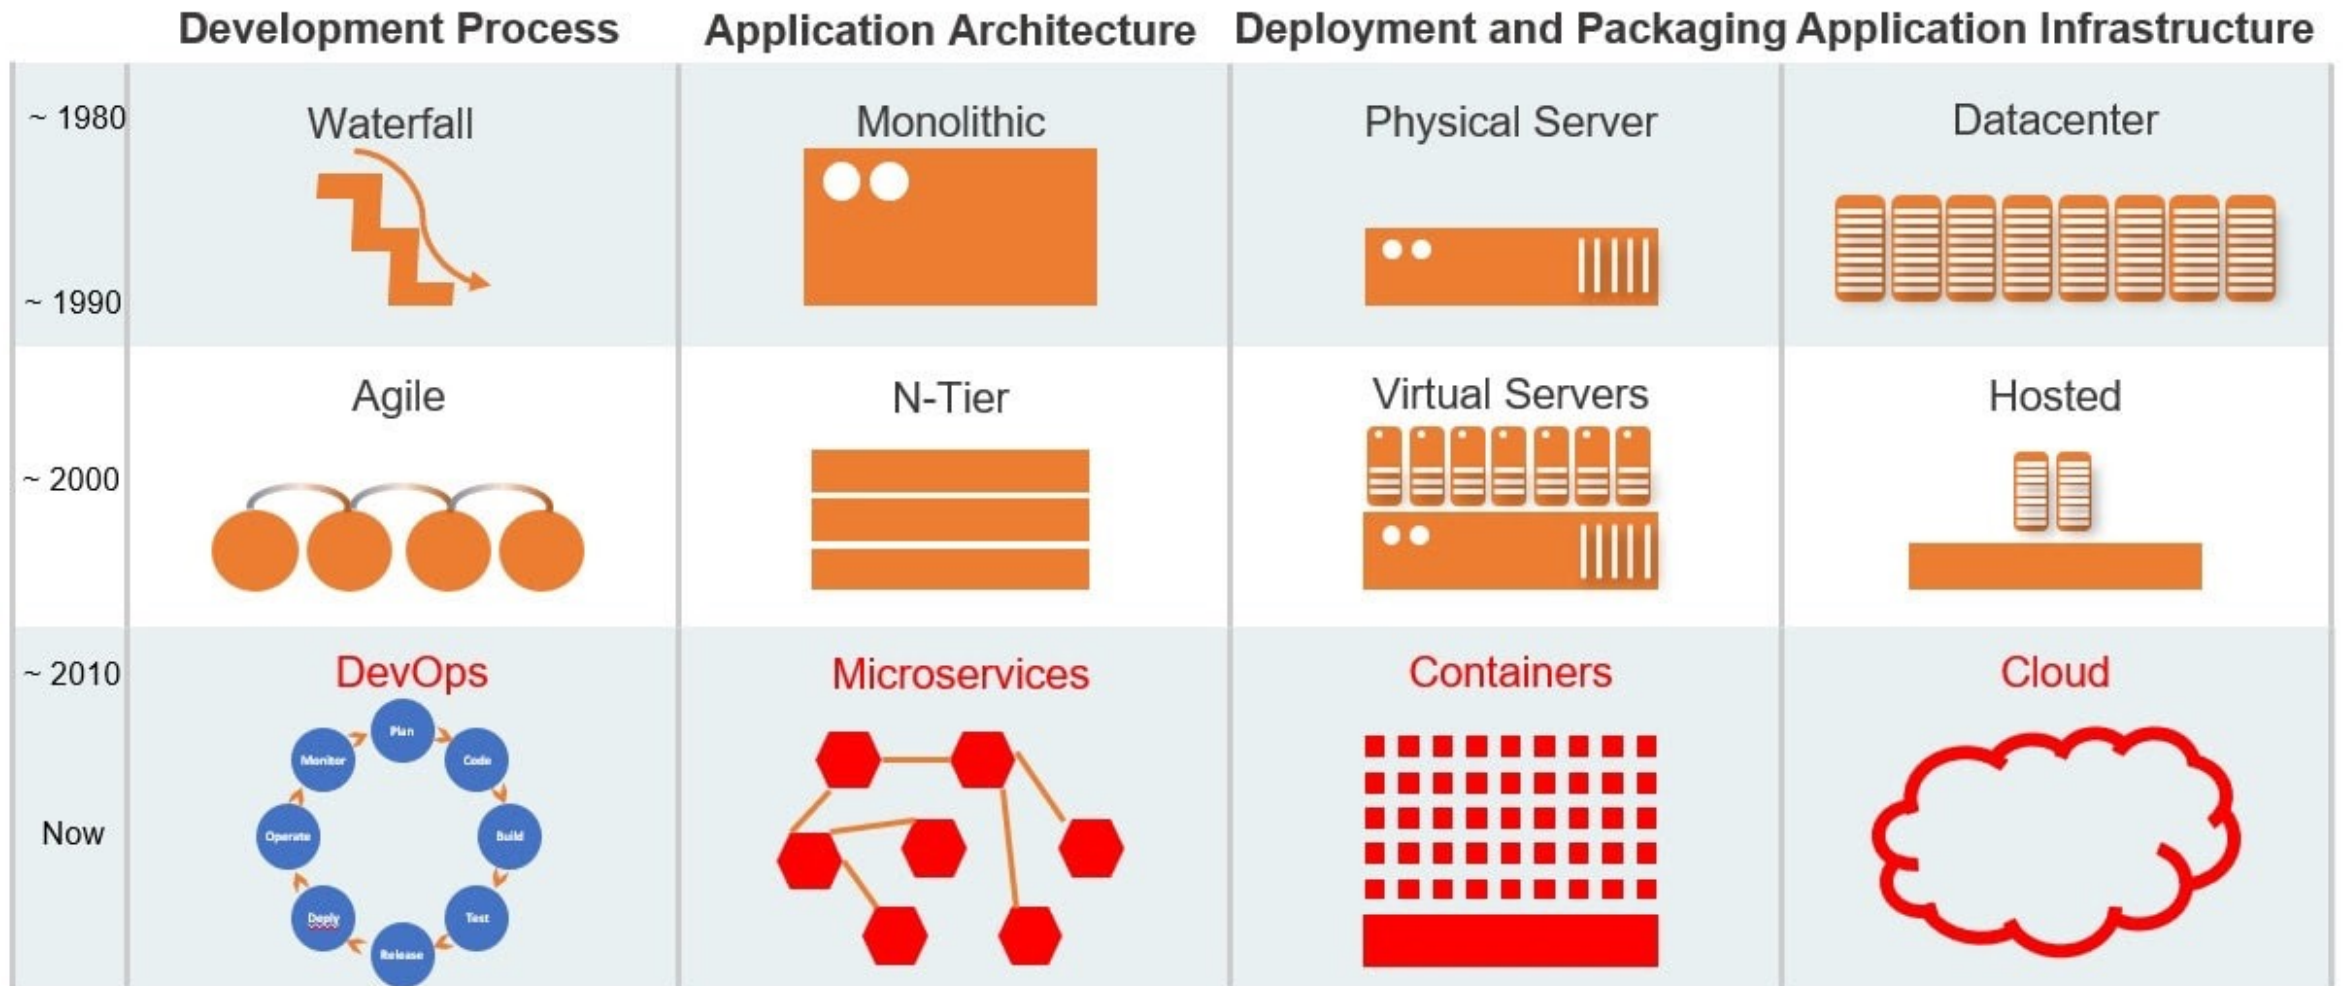 Development Process
Application Architecture
Deployment and Packaging
Application Infrastructure
~ 1980
Waterfall
Monolithic
Physical Server
Datacenter
~ 1990
Agile
N-Tier
Virtual Servers
Hosted
~ 2000
~ 2010
DevOps
Microservices
Containers
Cloud
Now
Plan
Code
Build
Test
Release
Deply
Operate
Monitor